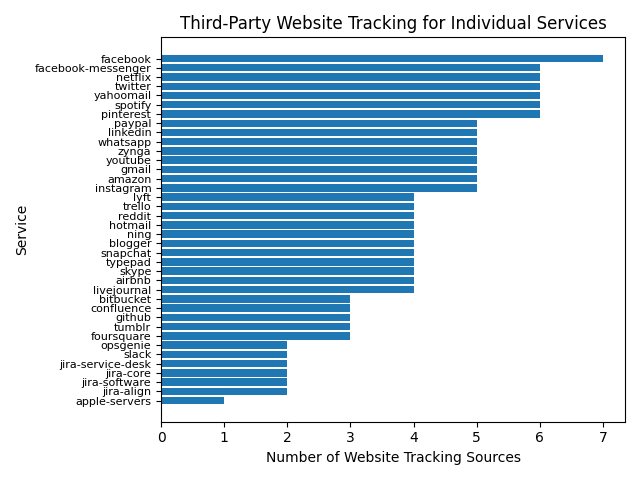 Third-Party Website Tracking for Individual Services
facebook
facebook-messenger
netflix
twitter
yahoomail
spotify
pinterest
paypal
linkedin
whatsapp
zynga
youtube
gmail
amazon
instagram
lyft
trello
reddit
hotmail
ning
blogger
snapchat
typepad
skype
airbnb
livejournal
bitbucket
confluence
github
tumblr
foursquare
opsgenie
slack
jira-service-desk
jira-core
jira-software
jira-align
apple-servers
Service
0 1 2 3 4 5 6 7
Number of Website Tracking Sources